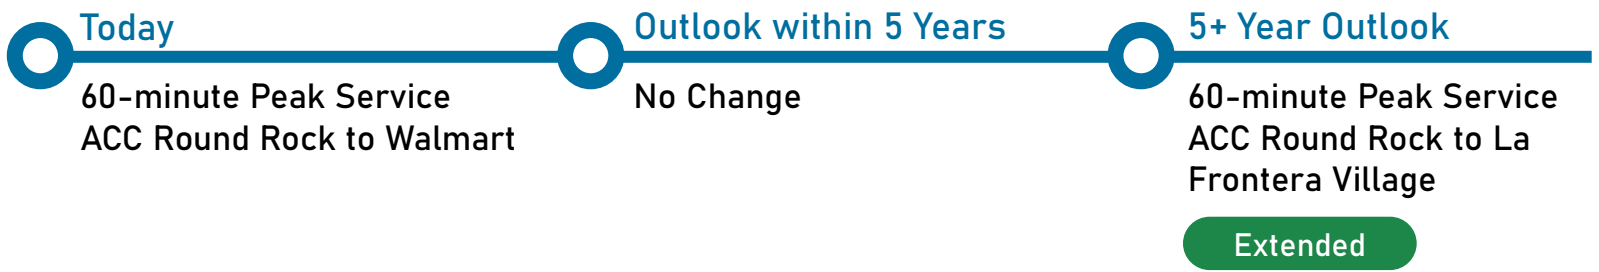 Today
60-minute Peak Service
ACC Round Rock to Walmart
Outlook within 5 Years
No Change
5+ Year Outlook
60-minute Peak Service
ACC Round Rock to La
Frontera Village
Extended